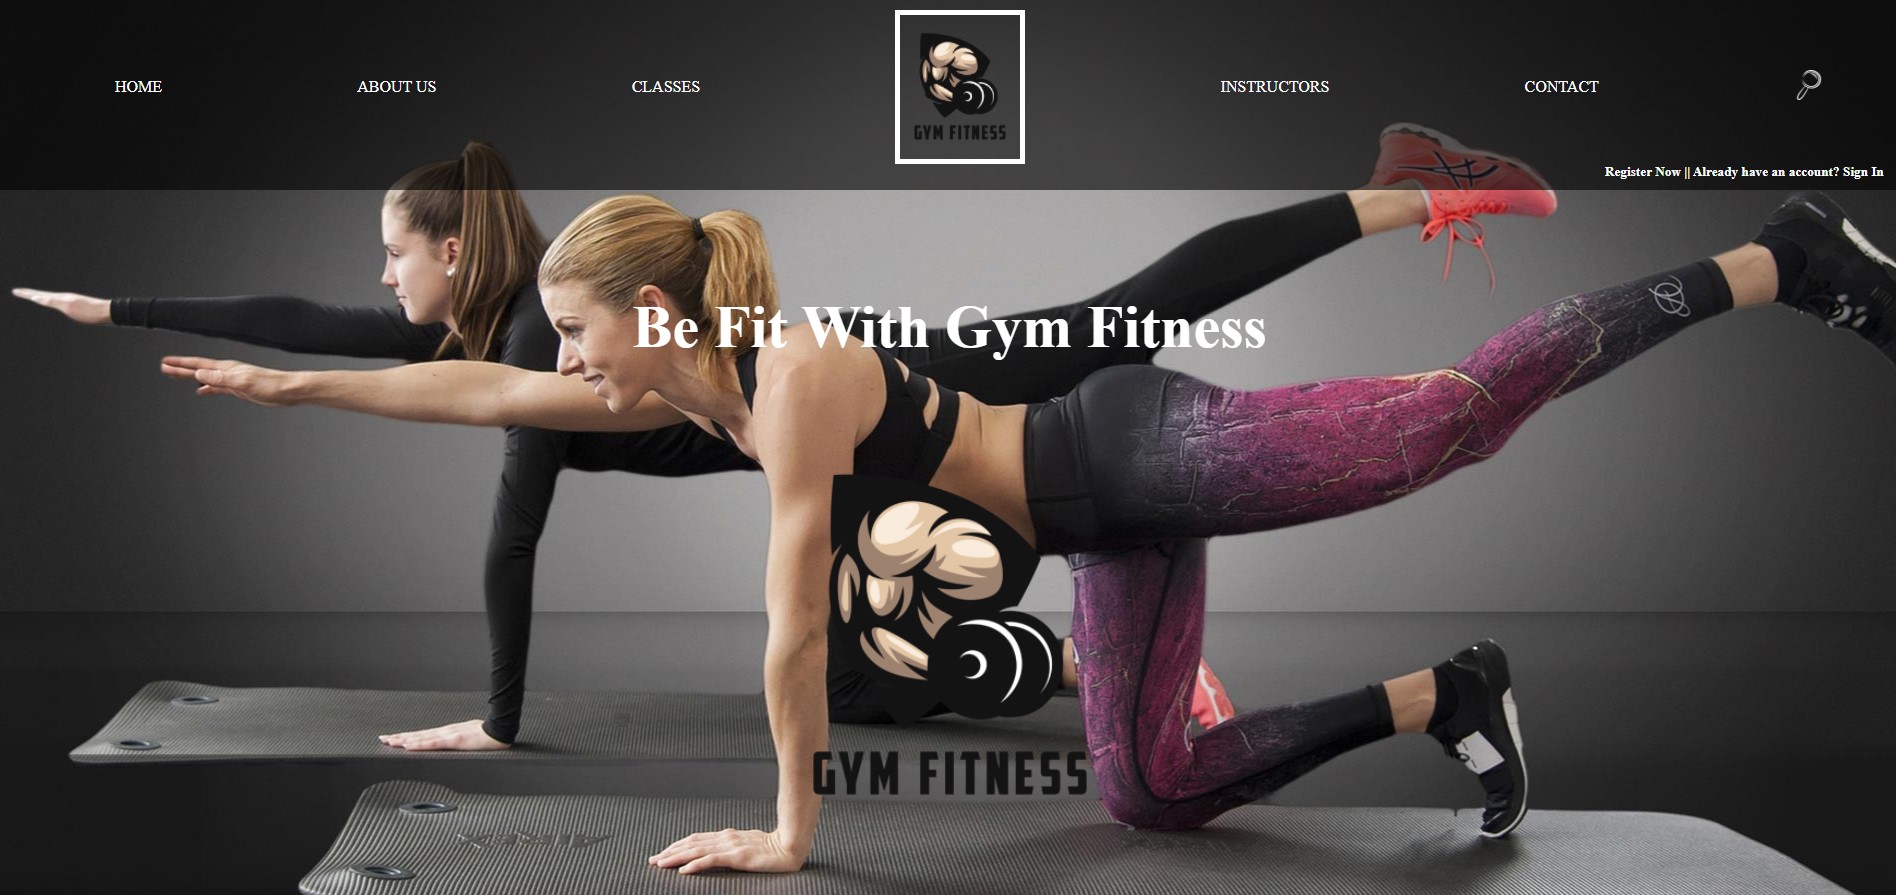 HOME
ABOUT US
CLASSES
GYM FITNESS
INSTRUCTORS
CONTACT
Register Now || Already have an account? Sign In
Be Fit With Gym Fitness
GYM FITNESS
AIREX